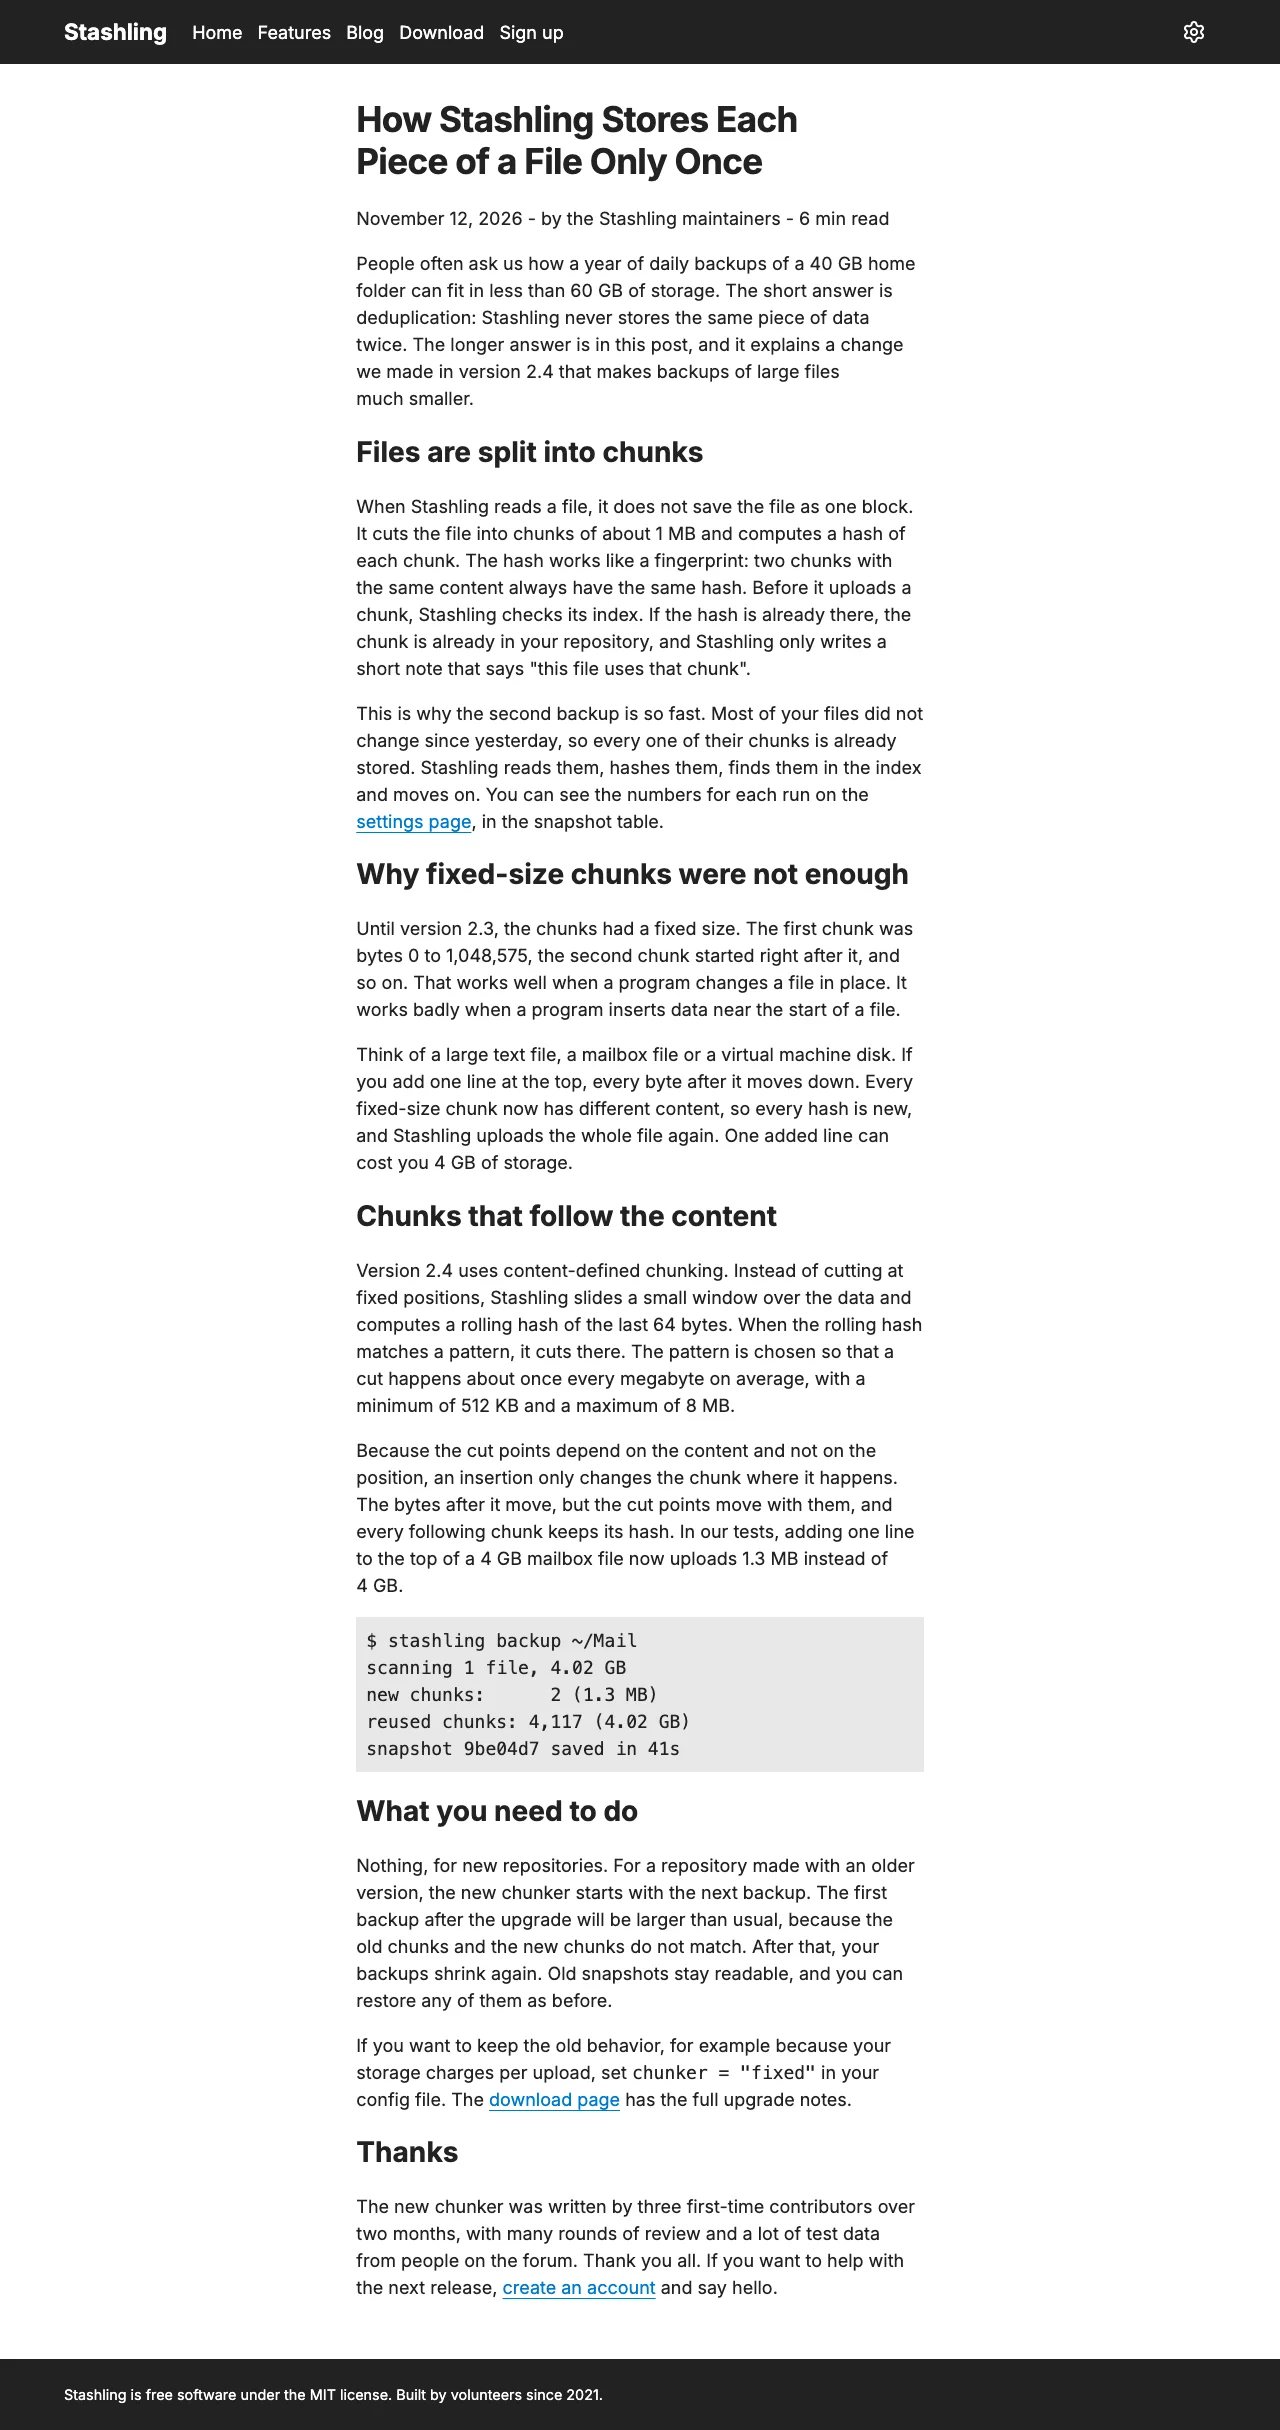 Stashling Home Features Blog Download Sign up
How Stashling Stores Each
Piece of a File Only Once
November 12, 2026 - by the Stashling maintainers - 6 min read
People often ask us how a year of daily backups of a 40 GB home
folder can fit in less than 60 GB of storage. The short answer is
deduplication: Stashling never stores the same piece of data
twice. The longer answer is in this post, and it explains a change
we made in version 2.4 that makes backups of large files
much smaller.
Files are split into chunks
When Stashling reads a file, it does not save the file as one block.
It cuts the file into chunks of about 1 MB and computes a hash of
each chunk. The hash works like a fingerprint: two chunks with
the same content always have the same hash. Before it uploads a
chunk, Stashling checks its index. If the hash is already there, the
chunk is already in your repository, and Stashling only writes a
short note that says "this file uses that chunk".
This is why the second backup is so fast. Most of your files did not
change since yesterday, so every one of their chunks is already
stored. Stashling reads them, hashes them, finds them in the index
and moves on. You can see the numbers for each run on the
settings page, in the snapshot table.
Why fixed-size chunks were not enough
Until version 2.3, the chunks had a fixed size. The first chunk was
bytes 0 to 1,048,575, the second chunk started right after it, and
so on. That works well when a program changes a file in place. It
works badly when a program inserts data near the start of a file.
Think of a large text file, a mailbox file or a virtual machine disk. If
you add one line at the top, every byte after it moves down. Every
fixed-size chunk now has different content, so every hash is new,
and Stashling uploads the whole file again. One added line can
cost you 4 GB of storage.
Chunks that follow the content
Version 2.4 uses content-defined chunking. Instead of cutting at
fixed positions, Stashling slides a small window over the data and
computes a rolling hash of the last 64 bytes. When the rolling hash
matches a pattern, it cuts there. The pattern is chosen so that a
cut happens about once every megabyte on average, with a
minimum of 512 KB and a maximum of 8 MB.
Because the cut points depend on the content and not on the
position, an insertion only changes the chunk where it happens.
The bytes after it move, but the cut points move with them, and
every following chunk keeps its hash. In our tests, adding one line
to the top of a 4 GB mailbox file now uploads 1.3 MB instead of
4 GB.
$ stashling backup ~/Mail
scanning 1 file, 4.02 GB
new chunks:      2 (1.3 MB)
reused chunks: 4,117 (4.02 GB)
snapshot 9be04d7 saved in 41s
What you need to do
Nothing, for new repositories. For a repository made with an older
version, the new chunker starts with the next backup. The first
backup after the upgrade will be larger than usual, because the
old chunks and the new chunks do not match. After that, your
backups shrink again. Old snapshots stay readable, and you can
restore any of them as before.
If you want to keep the old behavior, for example because your
storage charges per upload, set chunker = "fixed" in your
config file. The download page has the full upgrade notes.
Thanks
The new chunker was written by three first-time contributors over
two months, with many rounds of review and a lot of test data
from people on the forum. Thank you all. If you want to help with
the next release, create an account and say hello.
Stashling is free software under the MIT license. Built by volunteers since 2021.